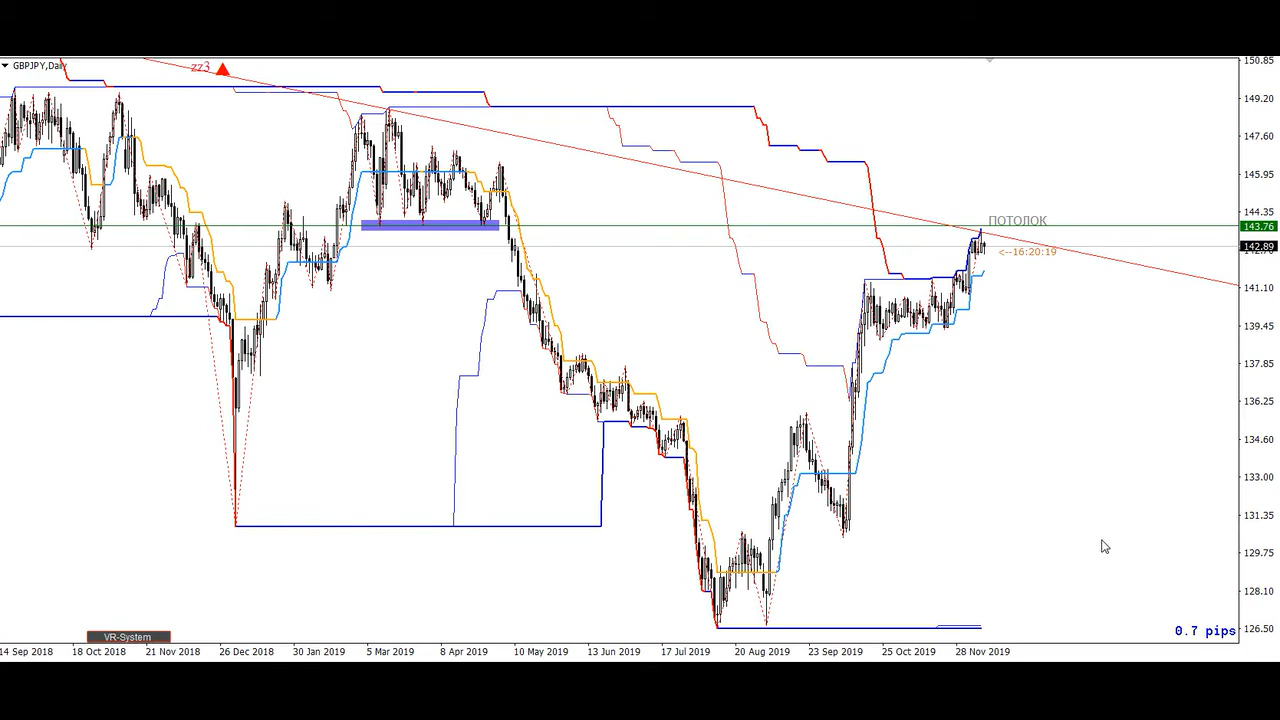 GBPJPY,Daily
zz3
150.85
149.20
147.60
145.95
144.35
ПОТОЛОК
143.76
142.89
<--16:20:19
141.10
139.45
137.85
136.25
134.60
133.00
131.35
129.75
128.10
126.50
0.7 pips
VR-System
14 Sep 2018
18 Oct 2018
21 Nov 2018
26 Dec 2018
30 Jan 2019
5 Mar 2019
8 Apr 2019
10 May 2019
13 Jun 2019
17 Jul 2019
20 Aug 2019
23 Sep 2019
25 Oct 2019
28 Nov 2019